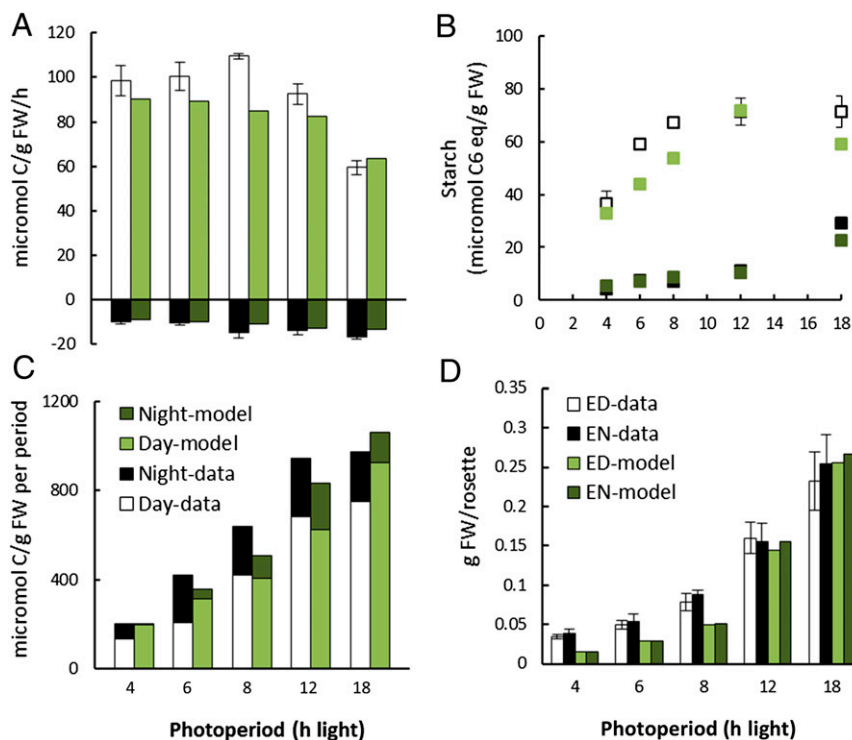 A
micromol C/g FW/h
120
100
80
60
40
20
0
-20
B
Starch
(micromol C6 eq/g FW)
100
80
60
40
20
0
0 2 4 6 8 10 12 14 16 18
C
micromol C/g FW per period
1200
800
400
0
Night-model
Day-model
Night-data
Day-data
4 6 8 12 18
Photoperiod (h light)
D
g FW/rosette
0.35
0.3
0.25
0.2
0.15
0.1
0.05
0
ED-data
EN-data
ED-model
EN-model
4 6 8 12 18
Photoperiod (h light)